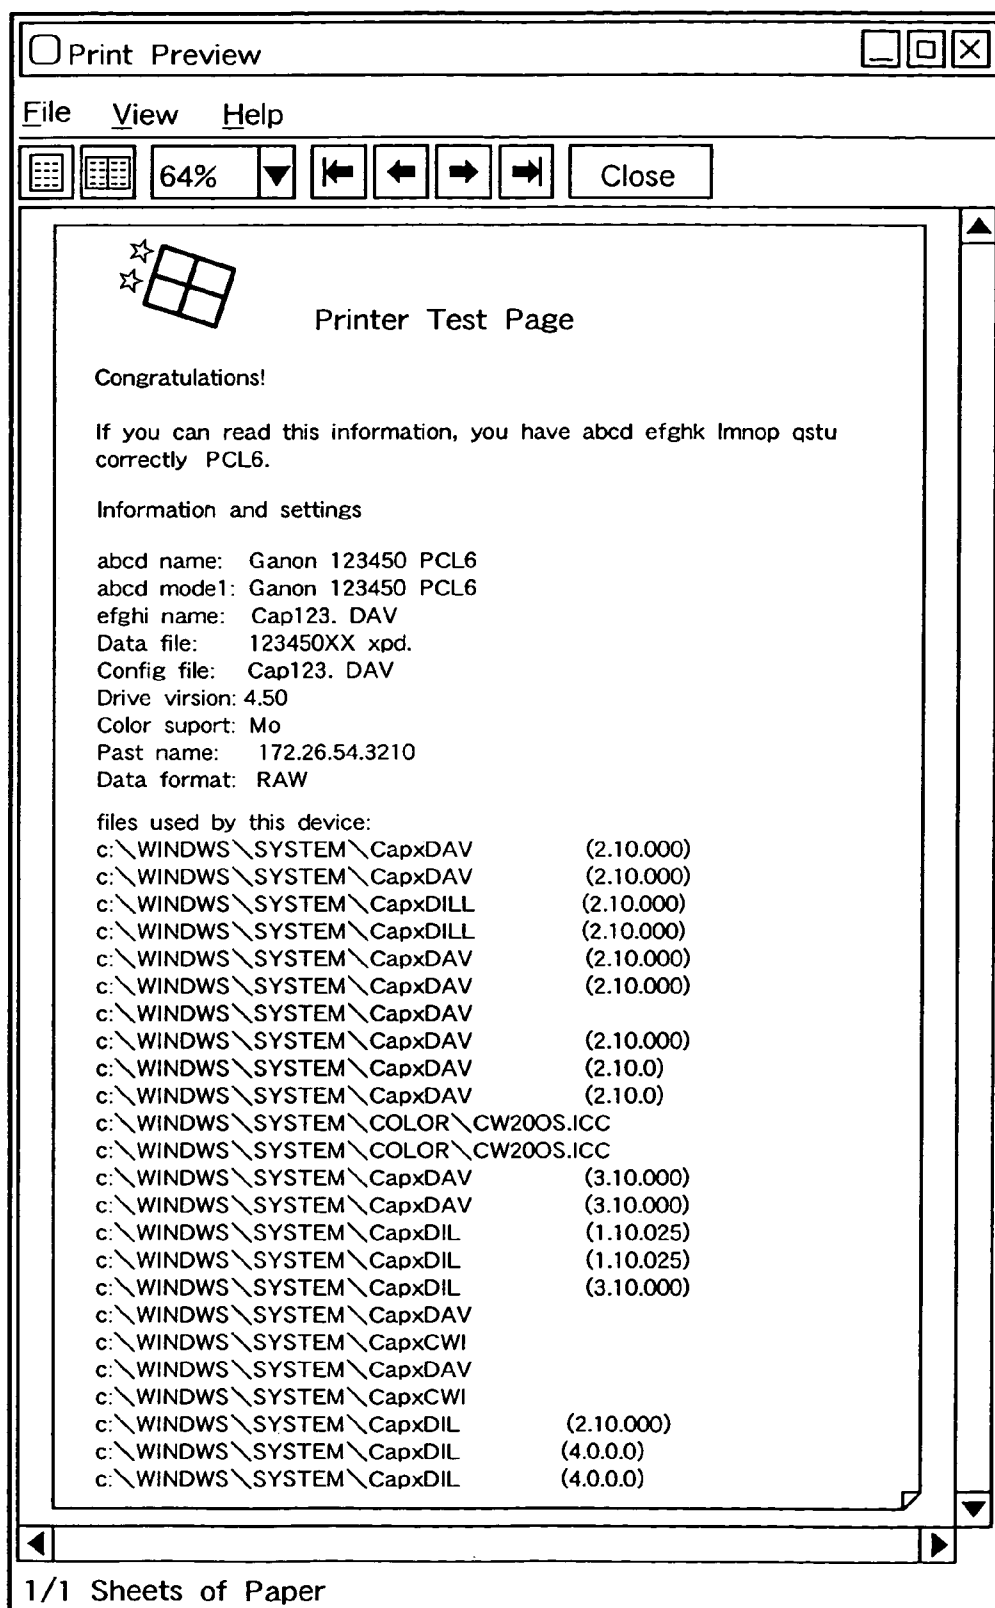 Print Preview
File View Help
64% Close
Printer Test Page
Congratulations!
If you can read this information, you have abcd efghk lmnop qstu
correctly PCL6.
Information and settings
abcd name: Ganon 123450 PCL6
abcd mode1: Ganon 123450 PCL6
efghi name: Cap123. DAV
Data file: 123450XX xpd.
Config file: Cap123. DAV
Drive virsion: 4.50
Color suport: Mo
Past name: 172.26.54.3210
Data format: RAW
files used by this device:
c:\WINDWS\SYSTEM\CapxDAV (2.10.000)
c:\WINDWS\SYSTEM\CapxDAV (2.10.000)
c:\WINDWS\SYSTEM\CapxDILL (2.10.000)
c:\WINDWS\SYSTEM\CapxDILL (2.10.000)
c:\WINDWS\SYSTEM\CapxDAV (2.10.000)
c:\WINDWS\SYSTEM\CapxDAV (2.10.000)
c:\WINDWS\SYSTEM\CapxDAV
c:\WINDWS\SYSTEM\CapxDAV (2.10.000)
c:\WINDWS\SYSTEM\CapxDAV (2.10.0)
c:\WINDWS\SYSTEM\CapxDAV (2.10.0)
c:\WINDWS\SYSTEM\COLOR\CW20OS.ICC
c:\WINDWS\SYSTEM\COLOR\CW20OS.ICC
c:\WINDWS\SYSTEM\CapxDAV (3.10.000)
c:\WINDWS\SYSTEM\CapxDAV (3.10.000)
c:\WINDWS\SYSTEM\CapxDIL (1.10.025)
c:\WINDWS\SYSTEM\CapxDIL (1.10.025)
c:\WINDWS\SYSTEM\CapxDIL (3.10.000)
c:\WINDWS\SYSTEM\CapxDAV
c:\WINDWS\SYSTEM\CapxCWI
c:\WINDWS\SYSTEM\CapxDAV
c:\WINDWS\SYSTEM\CapxCWI
c:\WINDWS\SYSTEM\CapxDIL (2.10.000)
c:\WINDWS\SYSTEM\CapxDIL (4.0.0.0)
c:\WINDWS\SYSTEM\CapxDIL (4.0.0.0)
1/1 Sheets of Paper